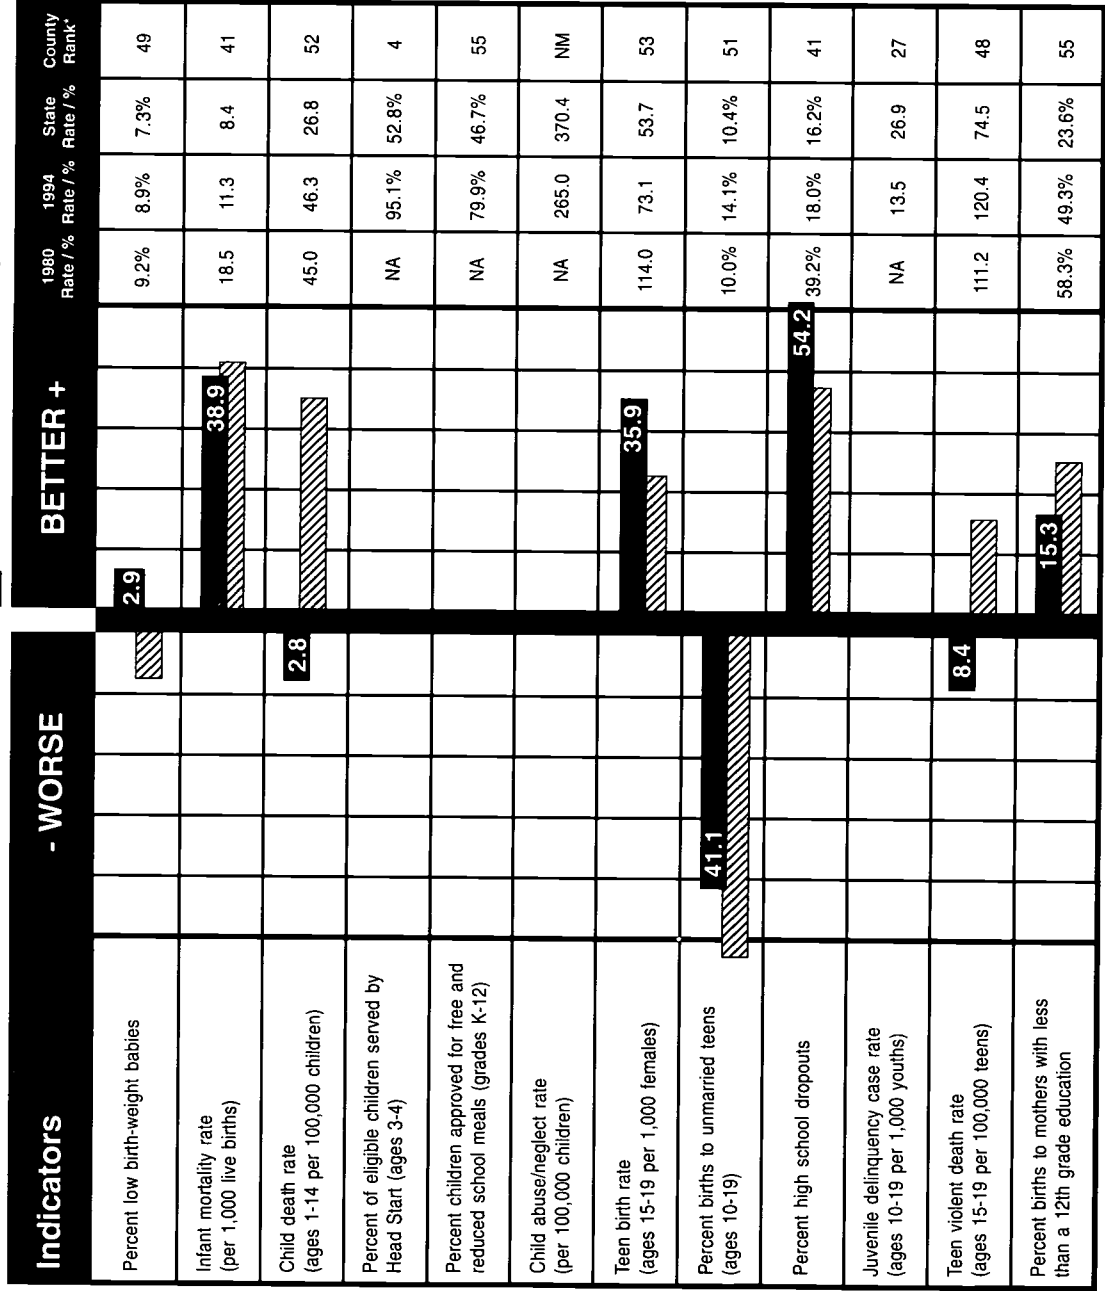 Indicators - WORSE BETTER + 1980 Rate / % 1994 Rate / % State Rate / % County Rank*
Percent low birth-weight babies 2.9 9.2% 8.9% 7.3% 49
Infant mortality rate
(per 1,000 live births) 38.9 18.5 11.3 8.4 41
Child death rate
(ages 1-14 per 100,000 children) 2.8 45.0 46.3 26.8 52
Percent of eligible children served by
Head Start (ages 3-4) NA 95.1% 52.8% 4
Percent children approved for free and
reduced school meals (grades K-12) NA 79.9% 46.7% 55
Child abuse/neglect rate
(per 100,000 children) NA 265.0 370.4 NM
Teen birth rate
(ages 15-19 per 1,000 females) 35.9 114.0 73.1 53.7 53
Percent births to unmarried teens
(ages 10-19) 41.1 10.0% 14.1% 10.4% 51
Percent high school dropouts 54.2 39.2% 18.0% 16.2% 41
Juvenile delinquency case rate
(ages 10-19 per 1,000 youths) NA 13.5 26.9 27
Teen violent death rate
(ages 15-19 per 100,000 teens) 8.4 111.2 120.4 74.5 48
Percent births to mothers with less
than a 12th grade education 15.3 58.3% 49.3% 23.6% 55